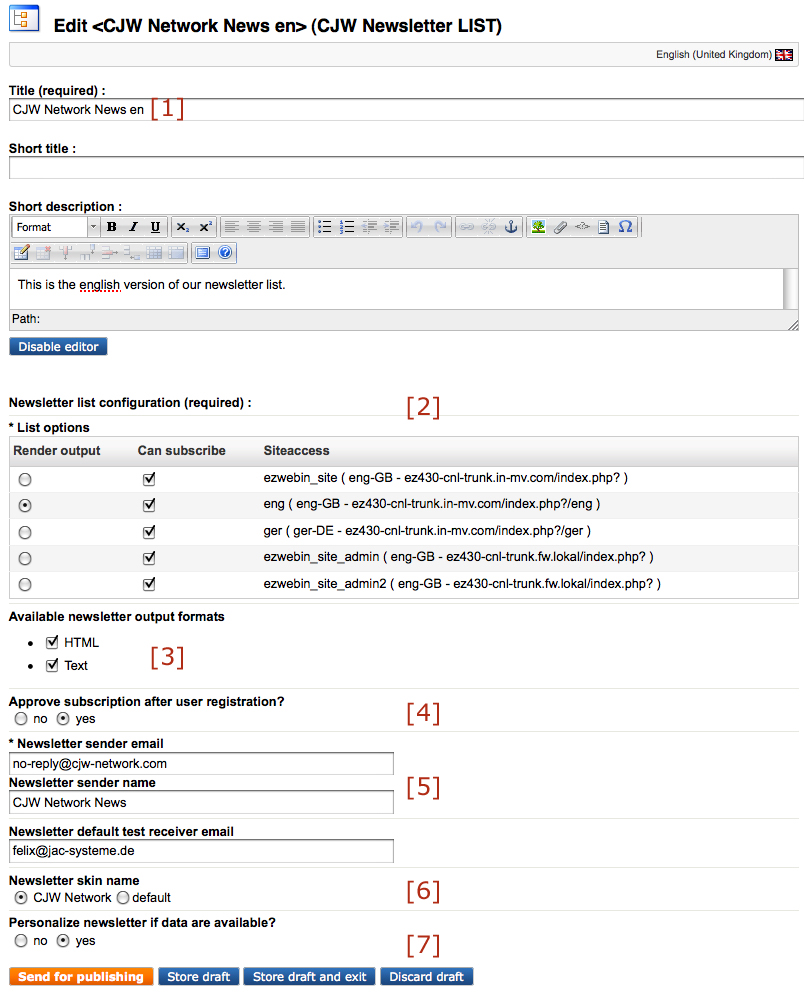 Edit <CJW Network News en> (CJW Newsletter LIST)
English (United Kingdom)
Title (required) :
CJW Network News en [1]
Short title :
Short description :
Format B I U X₂ X²
This is the english version of our newsletter list.
Path:
Disable editor
Newsletter list configuration (required) : [2]
* List options
Render output Can subscribe Siteaccess
ezwebin_site ( eng-GB - ez430-cnl-trunk.in-mv.com/index.php? )
eng ( eng-GB - ez430-cnl-trunk.in-mv.com/index.php?/eng )
ger ( ger-DE - ez430-cnl-trunk.in-mv.com/index.php?/ger )
ezwebin_site_admin ( eng-GB - ez430-cnl-trunk.fw.lokal/index.php? )
ezwebin_site_admin2 ( eng-GB - ez430-cnl-trunk.fw.lokal/index.php? )
Available newsletter output formats
• HTML
• Text [3]
Approve subscription after user registration?
no yes [4]
* Newsletter sender email
no-reply@cjw-network.com
Newsletter sender name [5]
CJW Network News
Newsletter default test receiver email
felix@jac-systeme.de
Newsletter skin name
CJW Network default [6]
Personalize newsletter if data are available?
no yes [7]
Send for publishing Store draft Store draft and exit Discard draft